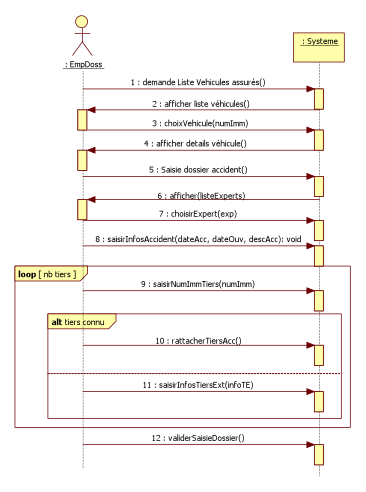 : EmpDoss
: Systeme
1 : demande Liste Vehicules assurés()
2 : afficher liste véhicules()
3 : choixVehicule(numImm)
4 : afficher details véhicule()
5 : Saisie dossier accident()
6 : afficher(listeExperts)
7 : choisirExpert(exp)
8 : saisirInfosAccident(dateAcc, dateOuv, descAcc): void
loop [ nb tiers ]
9 : saisirNumImmTiers(numImm)
alt tiers connu
10 : rattacherTiersAcc()
11 : saisirInfosTiersExt(infoTE)
12 : validerSaisieDossier()